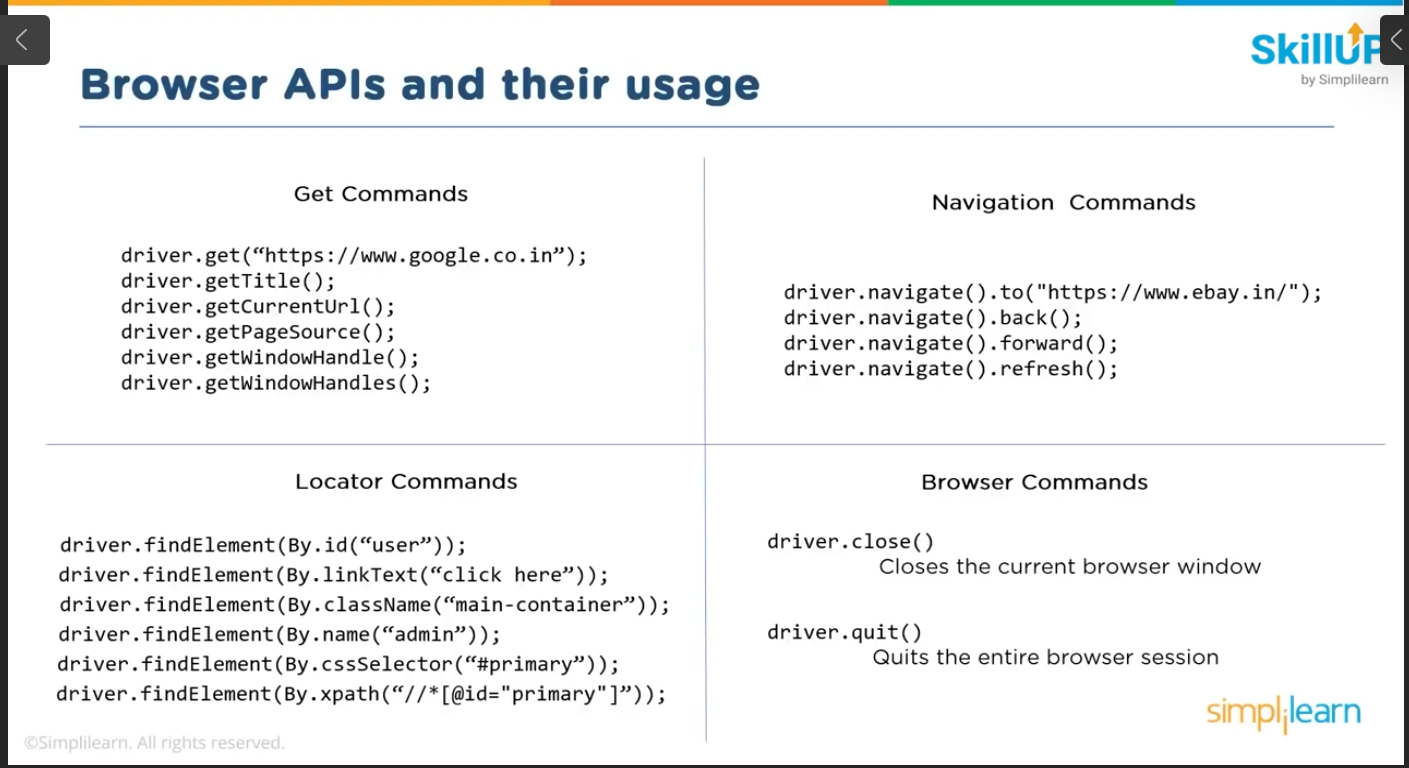 SkillUP
by Simplilearn
Browser APIs and their usage
Get Commands
driver.get(“https://www.google.co.in”);
driver.getTitle();
driver.getCurrentUrl();
driver.getPageSource();
driver.getWindowHandle();
driver.getWindowHandles();
Navigation Commands
driver.navigate().to("https://www.ebay.in/");
driver.navigate().back();
driver.navigate().forward();
driver.navigate().refresh();
Locator Commands
driver.findElement(By.id(“user”));
driver.findElement(By.linkText(“click here”));
driver.findElement(By.className(“main-container”));
driver.findElement(By.name(“admin”));
driver.findElement(By.cssSelector(“#primary”));
driver.findElement(By.xpath(“//*[@id="primary"]”));
Browser Commands
driver.close()
Closes the current browser window
driver.quit()
Quits the entire browser session
simplilearn
©Simplilearn. All rights reserved.